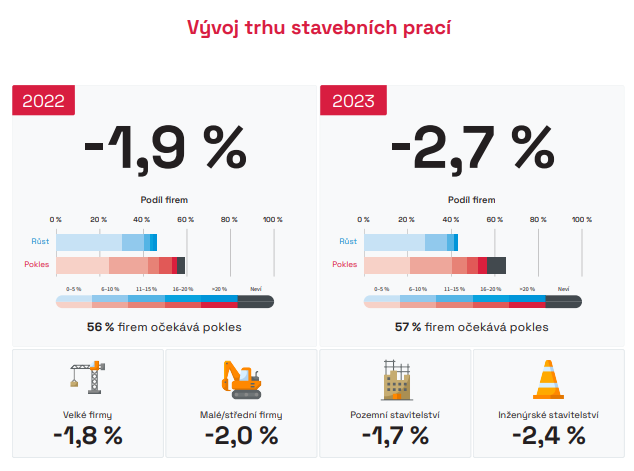 Vývoj trhu stavebních prací
2022
-1,9 %
Podíl firem
0 % 20 % 40 % 60 % 80 % 100 %
Růst
Pokles
0–5 % 6–10 % 11–15 % 16–20 % >20 % Neví
56 % firem očekává pokles
2023
-2,7 %
Podíl firem
0 % 20 % 40 % 60 % 80 % 100 %
Růst
Pokles
0–5 % 6–10 % 11–15 % 16–20 % >20 % Neví
57 % firem očekává pokles
Velké firmy
-1,8 %
Malé/střední firmy
-2,0 %
Pozemní stavitelství
-1,7 %
Inženýrské stavitelství
-2,4 %